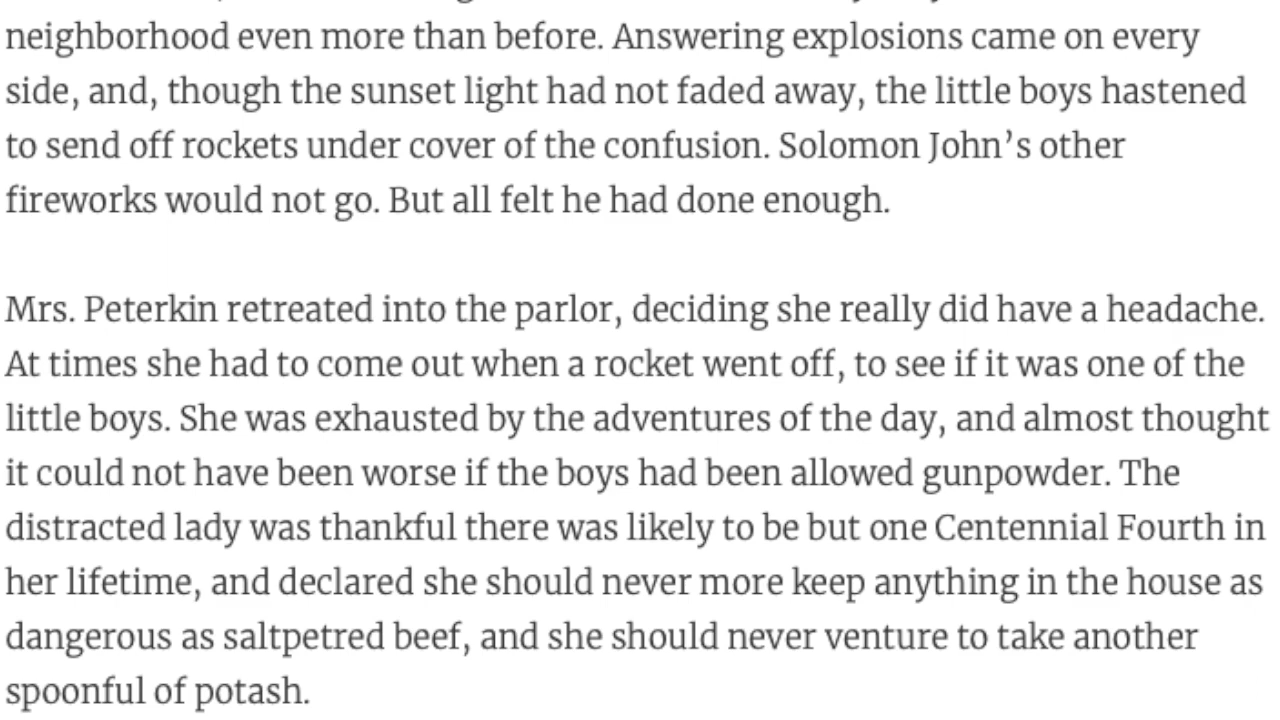 neighborhood even more than before. Answering explosions came on every
side, and, though the sunset light had not faded away, the little boys hastened
to send off rockets under cover of the confusion. Solomon John’s other
fireworks would not go. But all felt he had done enough.
Mrs. Peterkin retreated into the parlor, deciding she really did have a headache.
At times she had to come out when a rocket went off, to see if it was one of the
little boys. She was exhausted by the adventures of the day, and almost thought
it could not have been worse if the boys had been allowed gunpowder. The
distracted lady was thankful there was likely to be but one Centennial Fourth in
her lifetime, and declared she should never more keep anything in the house as
dangerous as saltpetred beef, and she should never venture to take another
spoonful of potash.